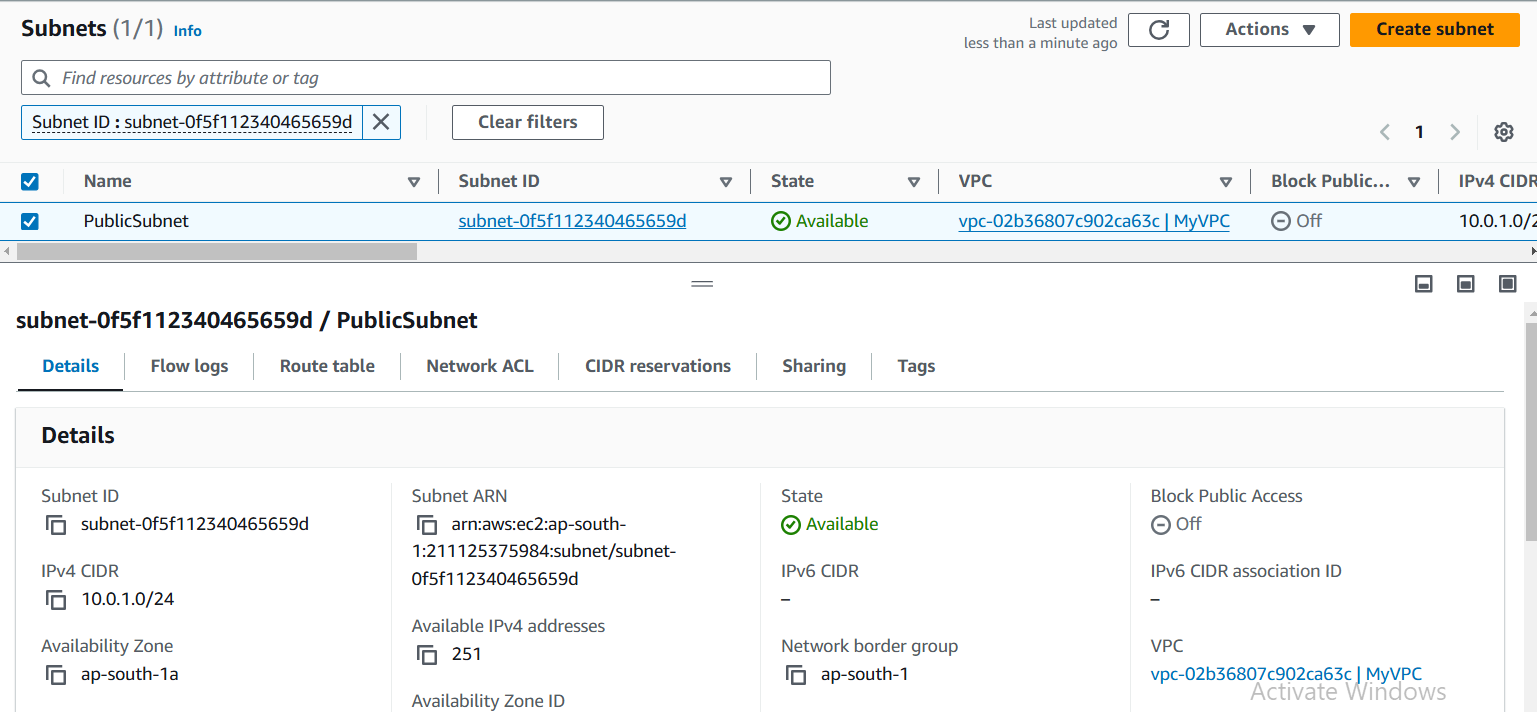 Subnets (1/1) Info
Last updated
less than a minute ago
Actions
Create subnet
Find resources by attribute or tag
Subnet ID : subnet-0f5f112340465659d
Clear filters
1
Name Subnet ID State VPC Block Public... IPv4 CIDR
PublicSubnet subnet-0f5f112340465659d Available vpc-02b36807c902ca63c | MyVPC Off 10.0.1.0/2
subnet-0f5f112340465659d / PublicSubnet
Details Flow logs Route table Network ACL CIDR reservations Sharing Tags
Details
Subnet ID
subnet-0f5f112340465659d
IPv4 CIDR
10.0.1.0/24
Availability Zone
ap-south-1a
Subnet ARN
arn:aws:ec2:ap-south-
1:211125375984:subnet/subnet-
0f5f112340465659d
Available IPv4 addresses
251
Availability Zone ID
State
Available
IPv6 CIDR
–
Network border group
ap-south-1
Block Public Access
Off
IPv6 CIDR association ID
–
VPC
vpc-02b36807c902ca63c | MyVPC
Activate Windows